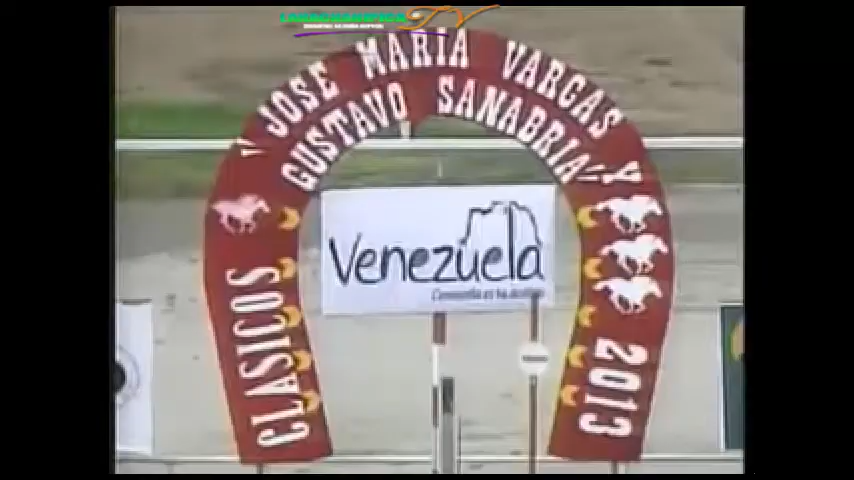 CLASICOS
"JOSE MARIA VARGAS Y
GUSTAVO SANABRIA"
2013
Venezuela